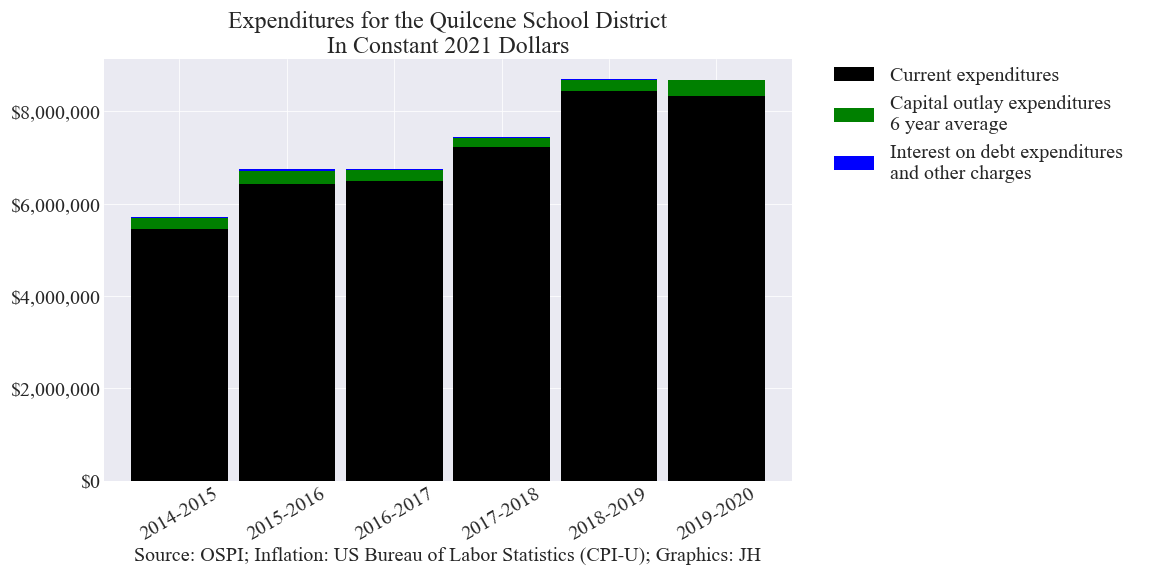 Expenditures for the Quilcene School District
In Constant 2021 Dollars
Current expenditures
Capital outlay expenditures
6 year average
Interest on debt expenditures
and other charges
$8,000,000
$6,000,000
$4,000,000
$2,000,000
$0
2014-2015
2015-2016
2016-2017
2017-2018
2018-2019
2019-2020
Source: OSPI; Inflation: US Bureau of Labor Statistics (CPI-U); Graphics: JH